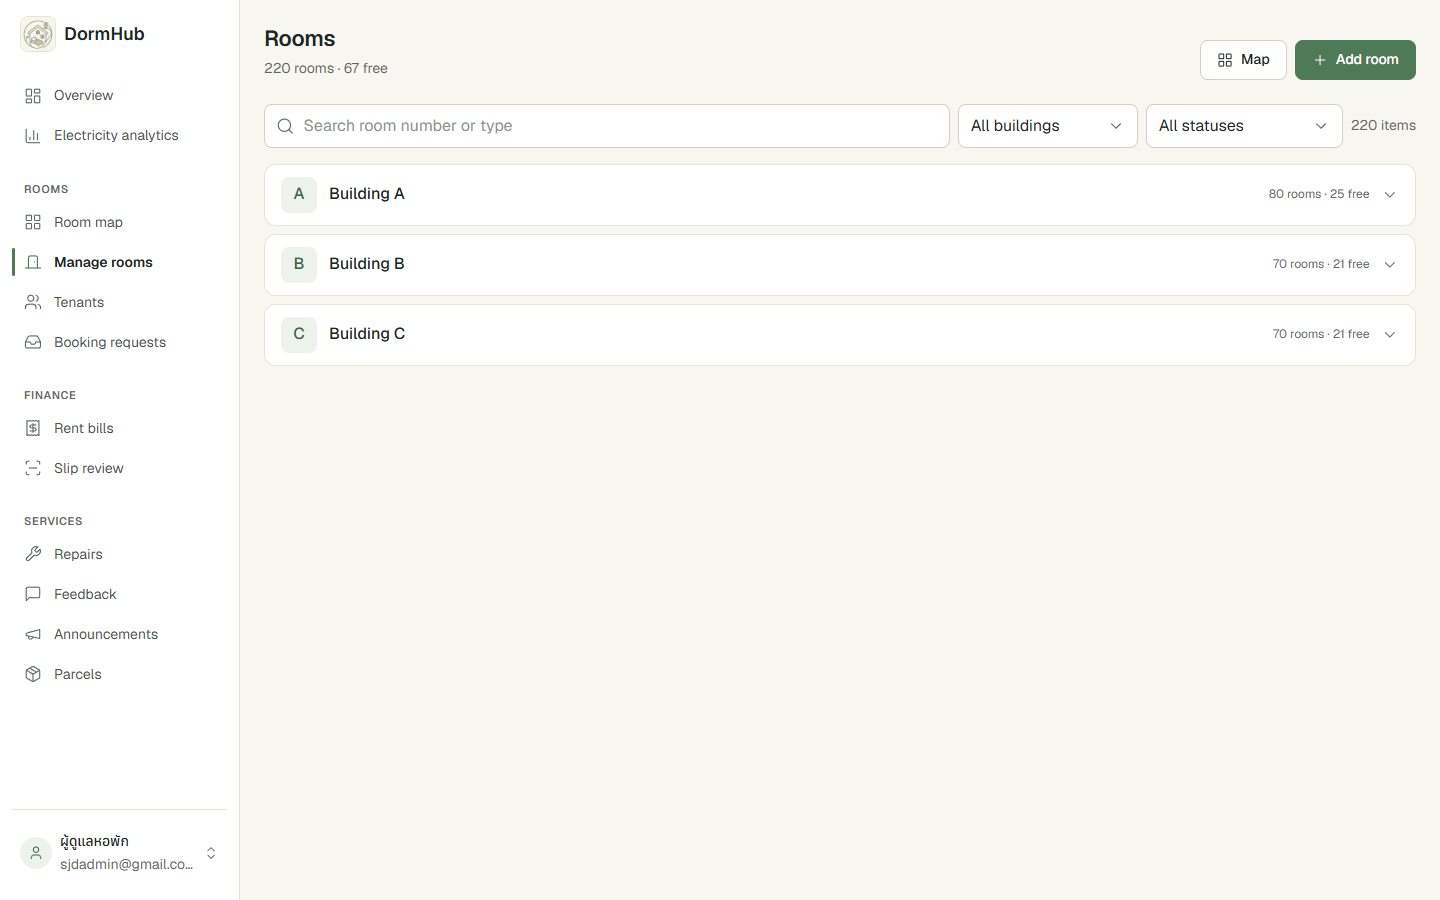 DormHub
Overview
Electricity analytics
ROOMS
Room map
Manage rooms
Tenants
Booking requests
FINANCE
Rent bills
Slip review
SERVICES
Repairs
Feedback
Announcements
Parcels
ผู้ดูแลหอพัก
sjdadmin@gmail.co...
Rooms
220 rooms · 67 free
Map
Add room
Search room number or type
All buildings
All statuses
220 items
A Building A 80 rooms · 25 free
B Building B 70 rooms · 21 free
C Building C 70 rooms · 21 free